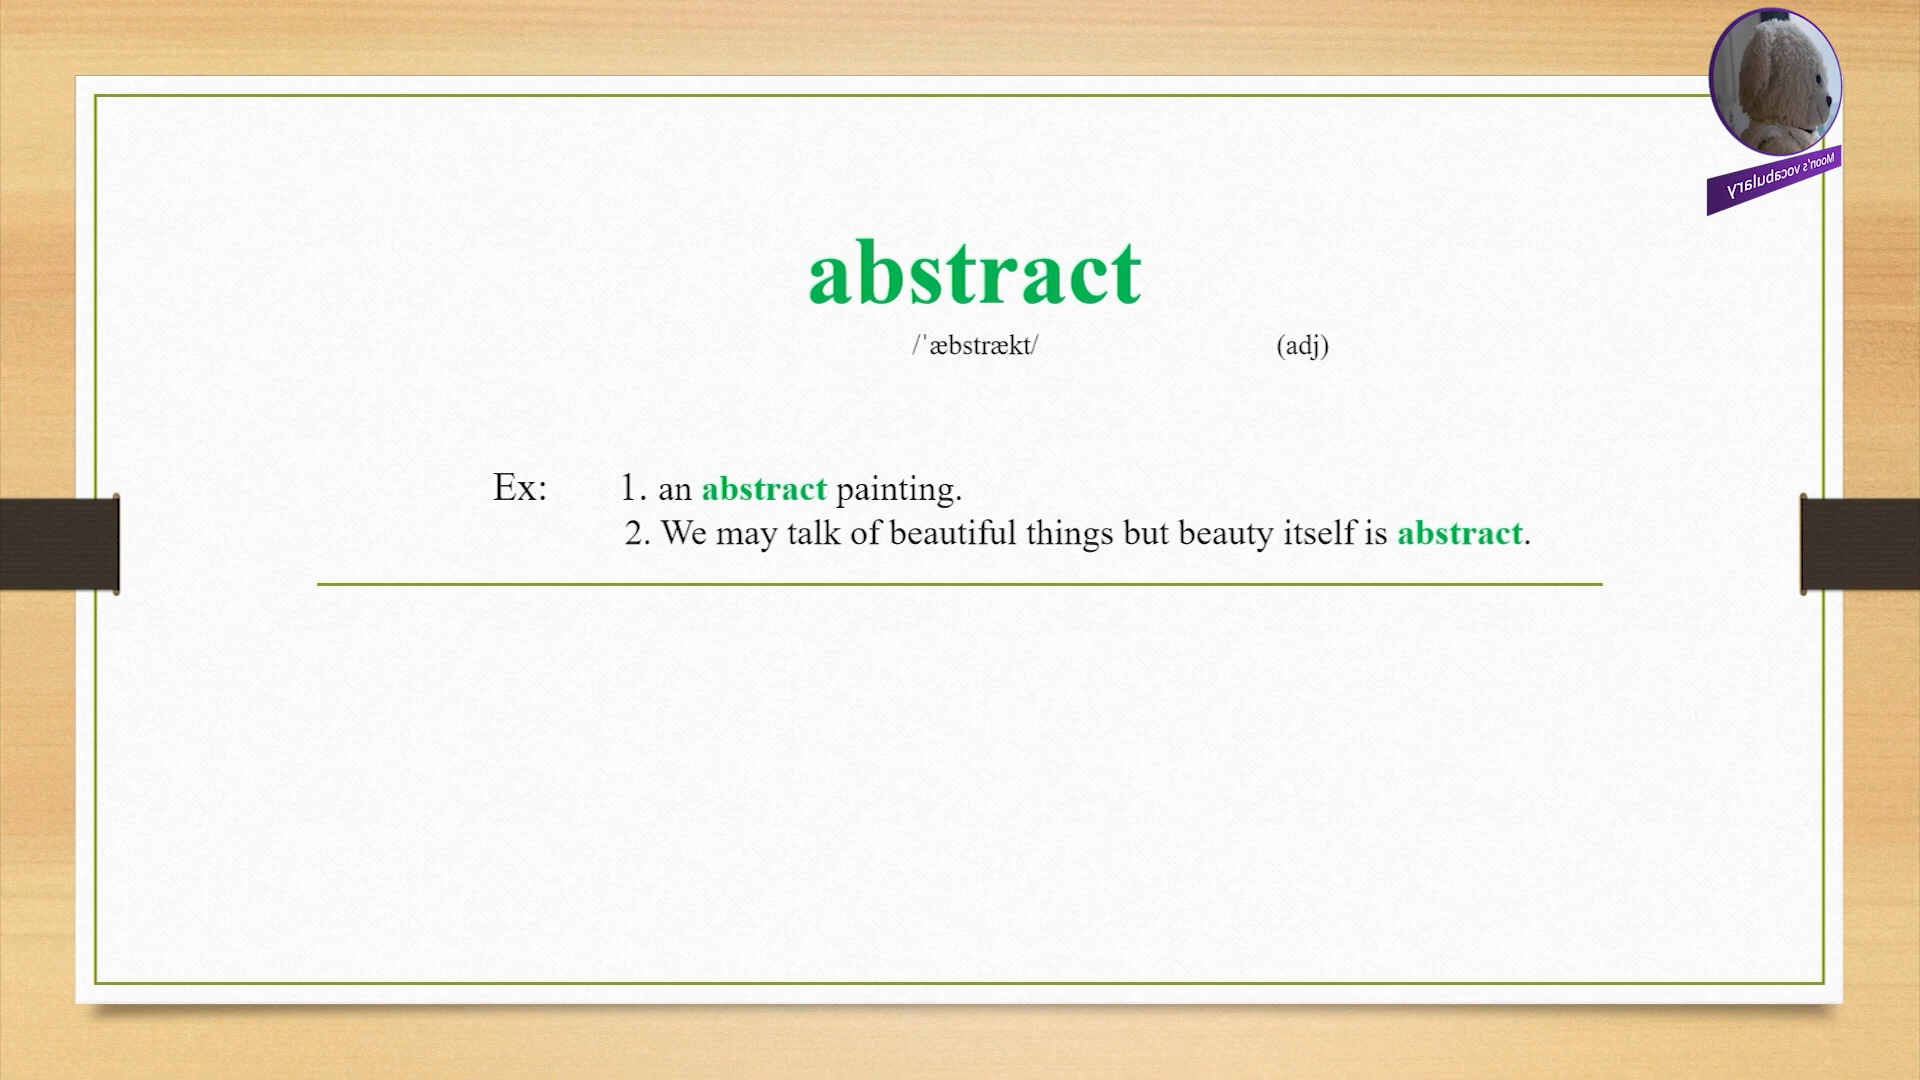 Moon's vocabulary
abstract
/ˈæbstrækt/ (adj)
Ex: 1. an abstract painting.
2. We may talk of beautiful things but beauty itself is abstract.